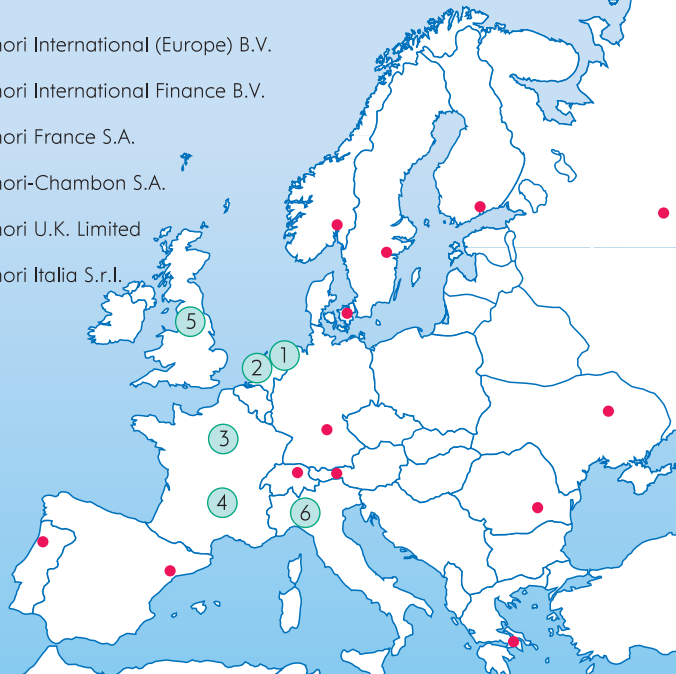 nori International (Europe) B.V.
nori International Finance B.V.
nori France S.A.
nori-Chambon S.A.
nori U.K. Limited
nori Italia S.r.l.
5
1
2
3
4
6